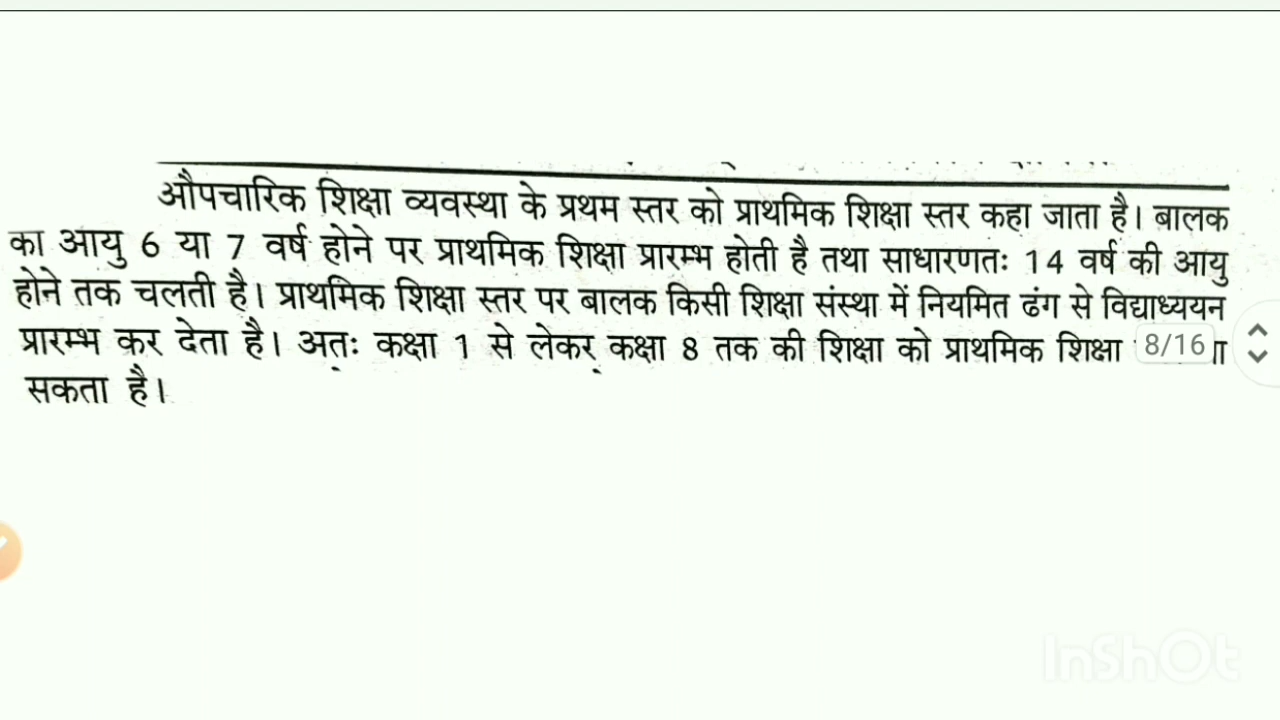 औपचारिक शिक्षा व्यवस्था के प्रथम स्तर को प्राथमिक शिक्षा स्तर कहा जाता है। बालक
का आयु 6 या 7 वर्ष होने पर प्राथमिक शिक्षा प्रारम्भ होती है तथा साधारणतः 14 वर्ष की आयु
होने तक चलती है। प्राथमिक शिक्षा स्तर पर बालक किसी शिक्षा संस्था में नियमित ढंग से विद्याध्ययन
प्रारम्भ कर देता है। अतः कक्षा 1 से लेकर कक्षा 8 तक की शिक्षा को प्राथमिक शिक्षा 8/16
सकता है।
InShOt